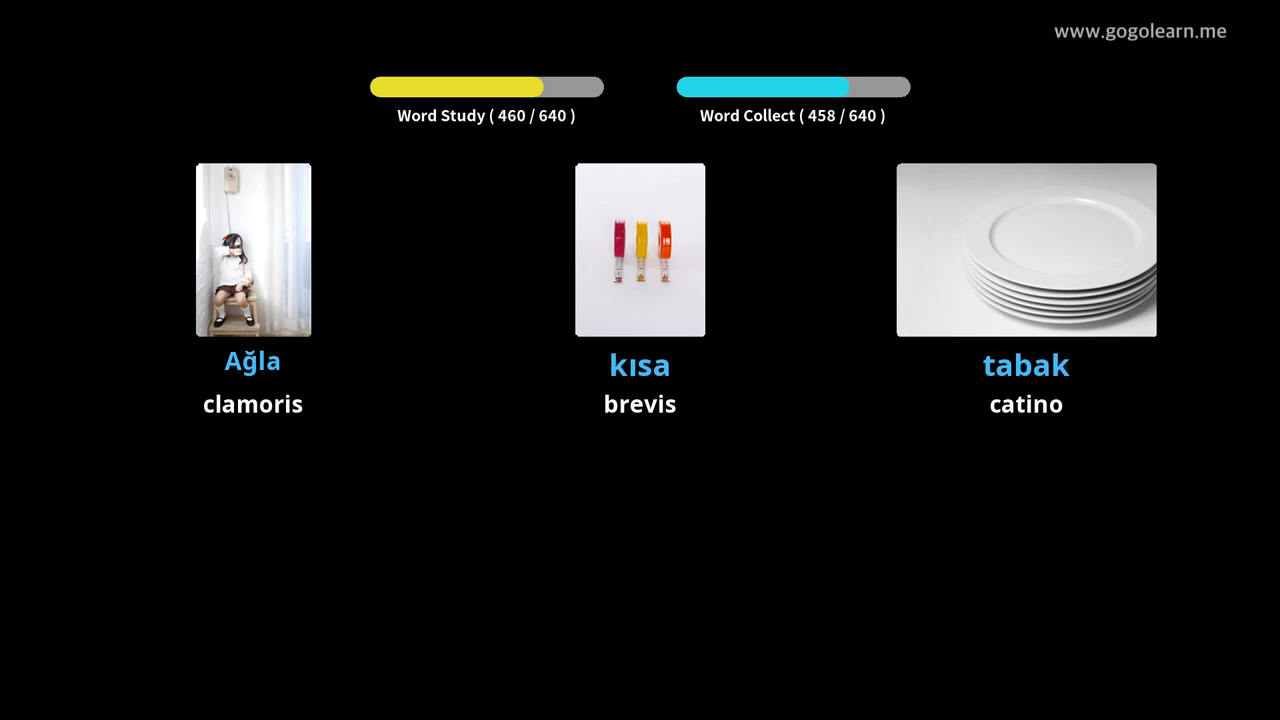 www.gogolearn.me
Word Study ( 460 / 640 )
Word Collect ( 458 / 640 )
Ağla
kısa
tabak
clamoris
brevis
catino